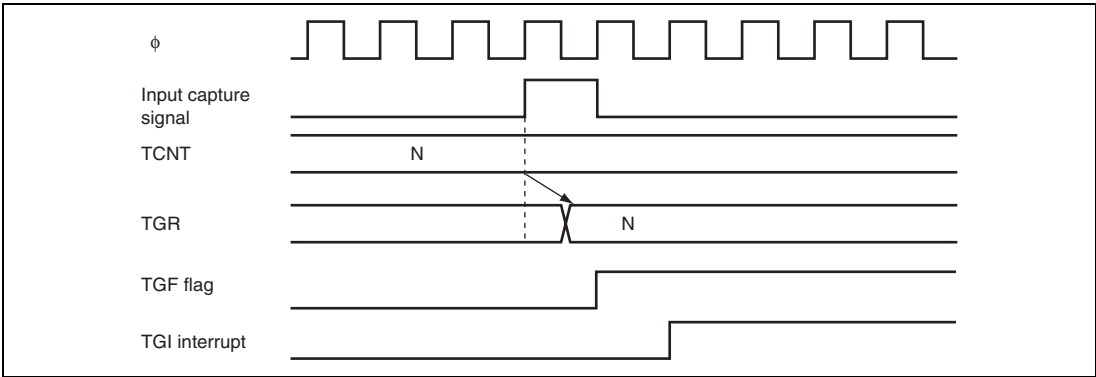 ϕ
Input capture
signal
TCNT
N
TGR
N
TGF flag
TGI interrupt